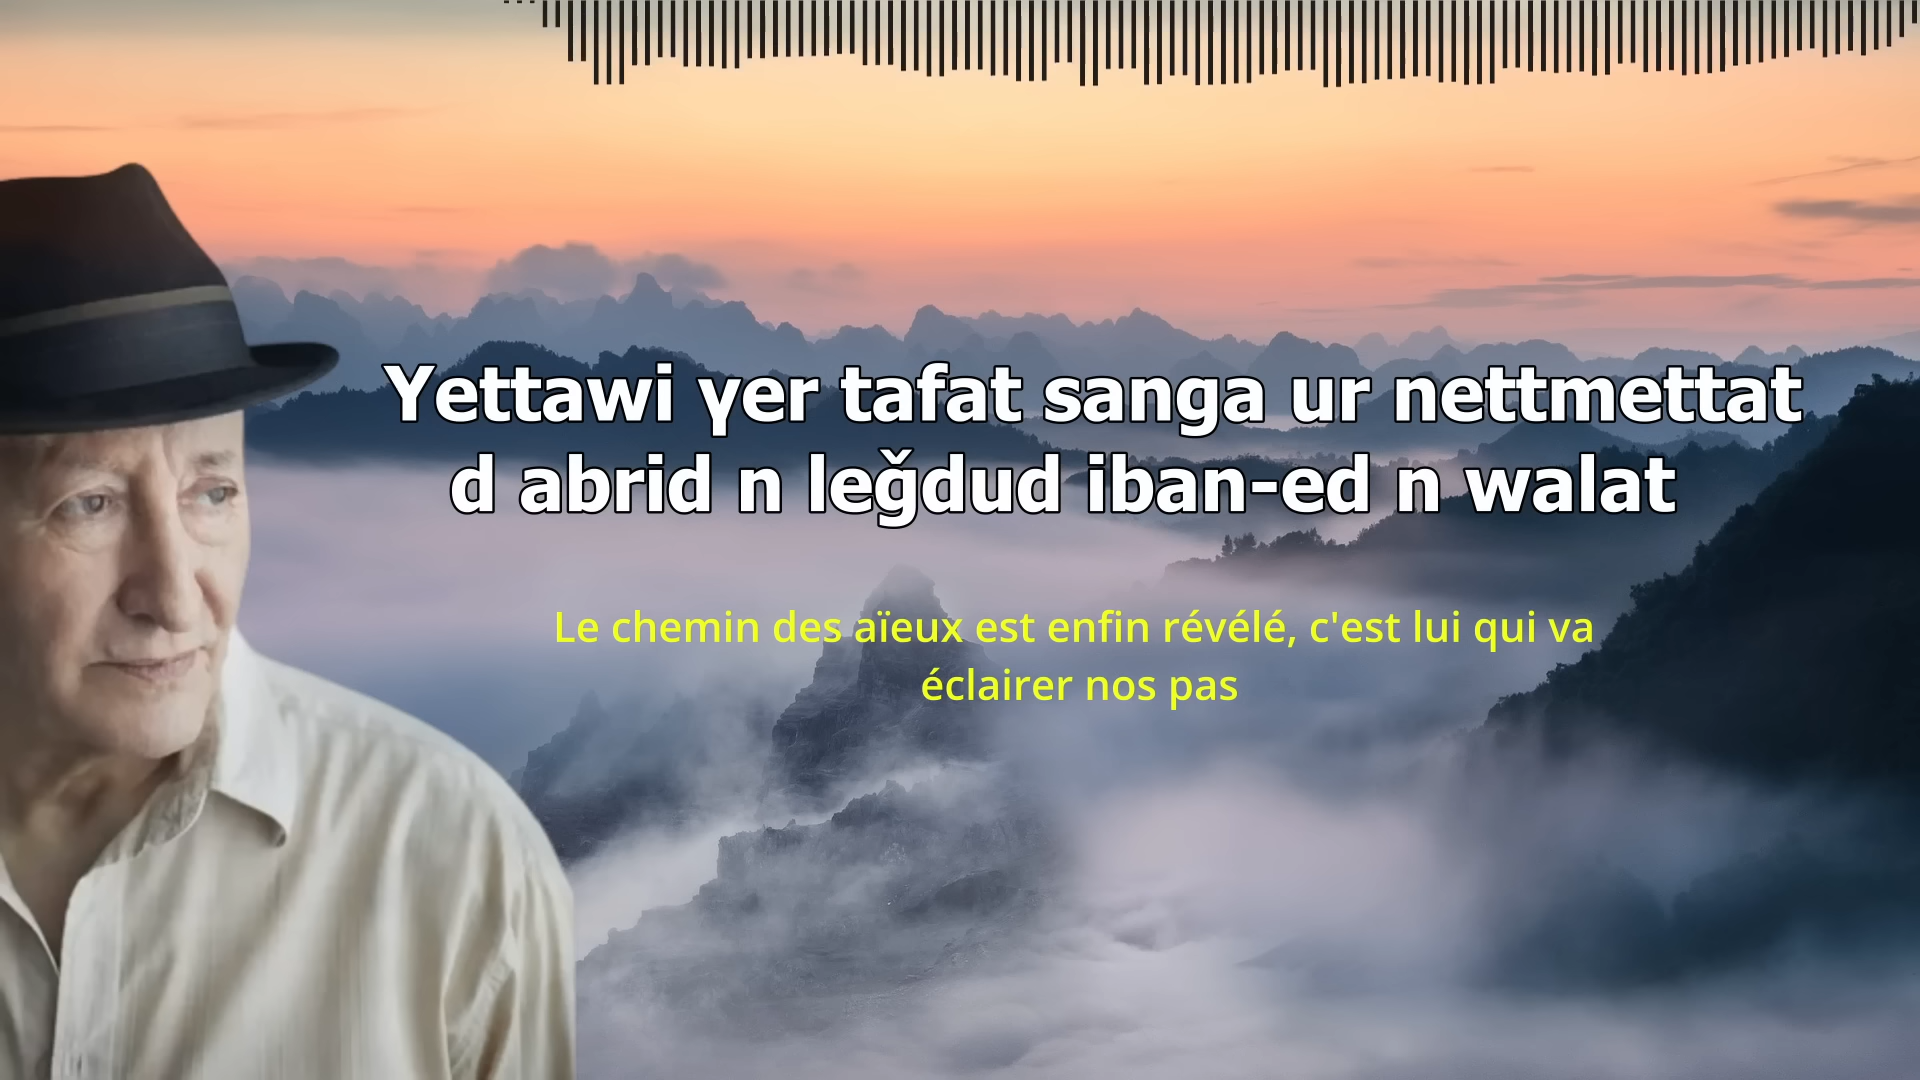 Yettawi ɣer tafat sanga ur nettmettat
d abrid n leǧdud iban-ed n walat
Le chemin des aïeux est enfin révélé, c'est lui qui va
éclairer nos pas